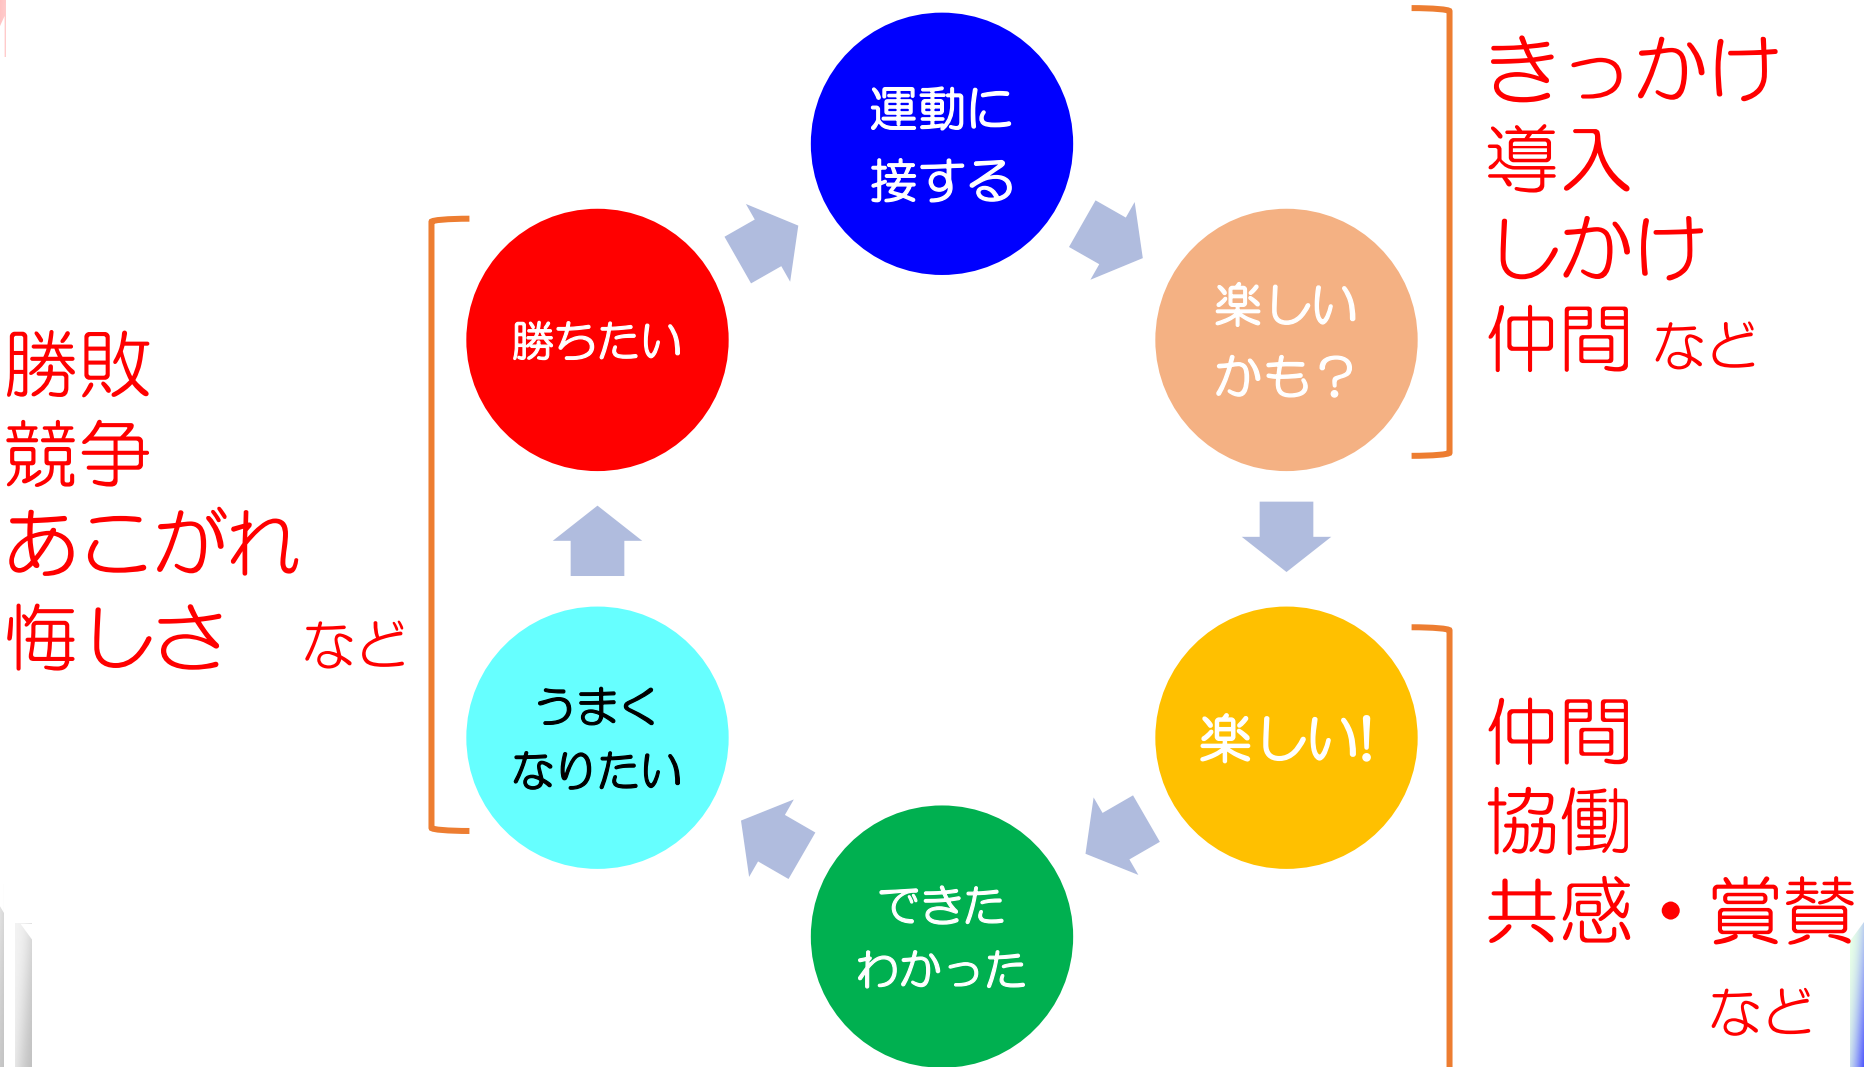 運動に
接する
楽しい
かも？
楽しい!
できた
わかった
うまく
なりたい
勝ちたい
きっかけ
導入
しかけ
仲間 など
仲間
協働
共感・賞賛
など
勝敗
競争
あこがれ
悔しさ　など